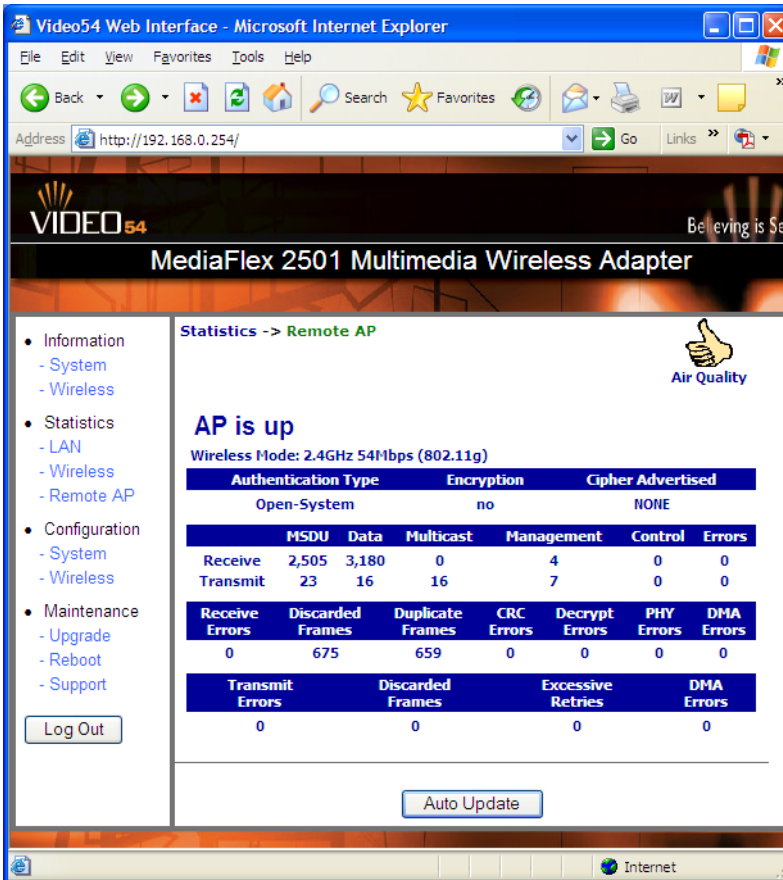 Video54 Web Interface - Microsoft Internet Explorer
File Edit View Favorites Tools Help
Back Search Favorites
Address http://192.168.0.254/ Go Links
VIDEO 54
Believing is
MediaFlex 2501 Multimedia Wireless Adapter
Information
- System
- Wireless
Statistics
- LAN
- Wireless
- Remote AP
Configuration
- System
- Wireless
Maintenance
- Upgrade
- Reboot
- Support
Log Out
Statistics -> Remote AP
Air Quality
AP is up
Wireless Mode: 2.4GHz 54Mbps (802.11g)
Authentication Type Encryption Cipher Advertised
Open-System no NONE
MSDU Data Multicast Management Control Errors
Receive 2,505 3,180 0 4 0 0
Transmit 23 16 16 7 0 0
Receive Errors Discarded Frames Duplicate Frames CRC Errors Decrypt Errors PHY Errors DMA Errors
0 675 659 0 0 0 0
Transmit Errors Discarded Frames Excessive Retries DMA Errors
0 0 0 0
Auto Update
Internet